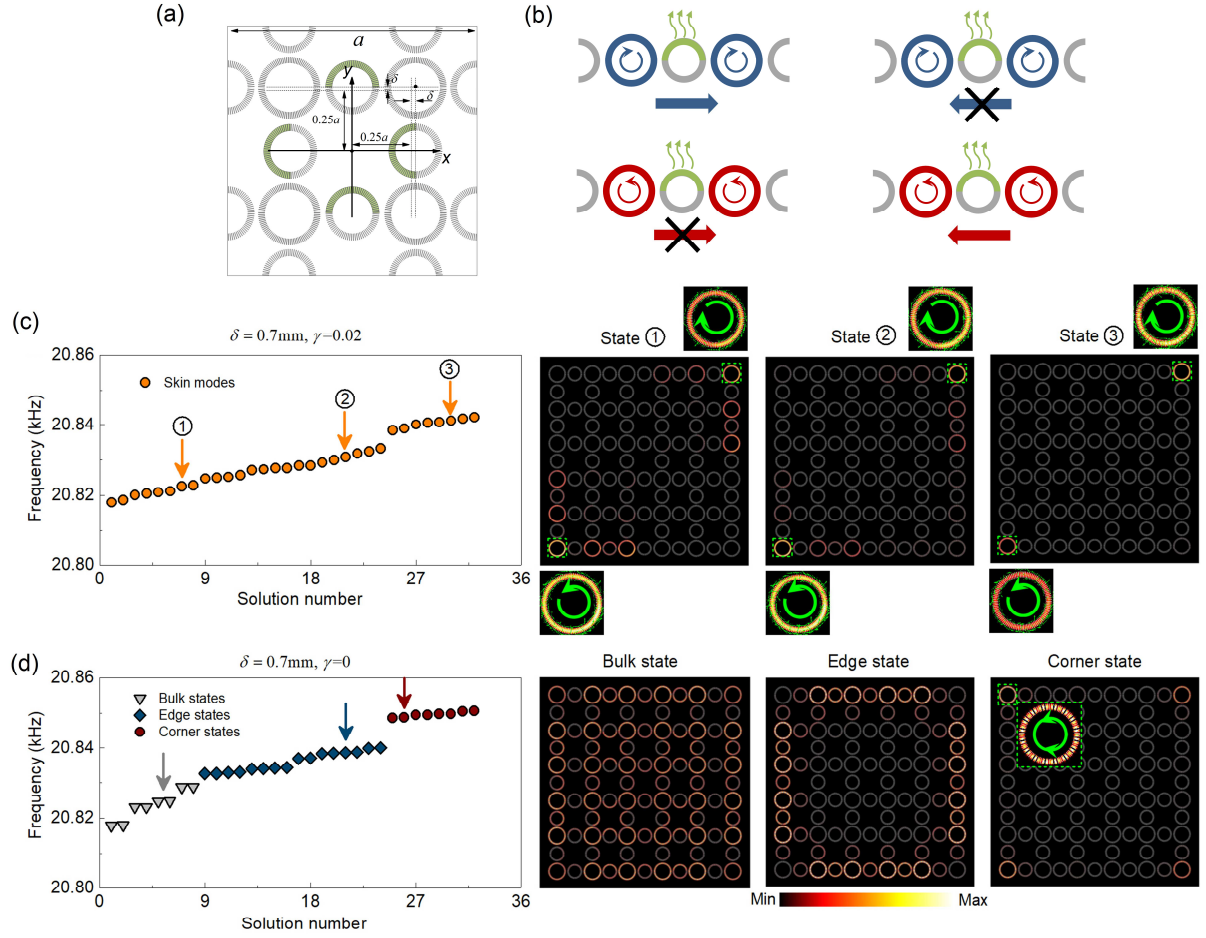 (a)
a
y
δ
δ
0.25a
0.25a
x
(b)
(c)
δ = 0.7mm, γ=0.02
20.86
20.84
20.82
20.80
Frequency (kHz)
Skin modes
①
②
③
0
9
18
27
36
Solution number
State ①
State ②
State ③
(d)
δ = 0.7mm, γ=0
20.86
20.84
20.82
20.80
Frequency (kHz)
Bulk states
Edge states
Corner states
0
9
18
27
36
Solution number
Bulk state
Edge state
Corner state
Min
Max